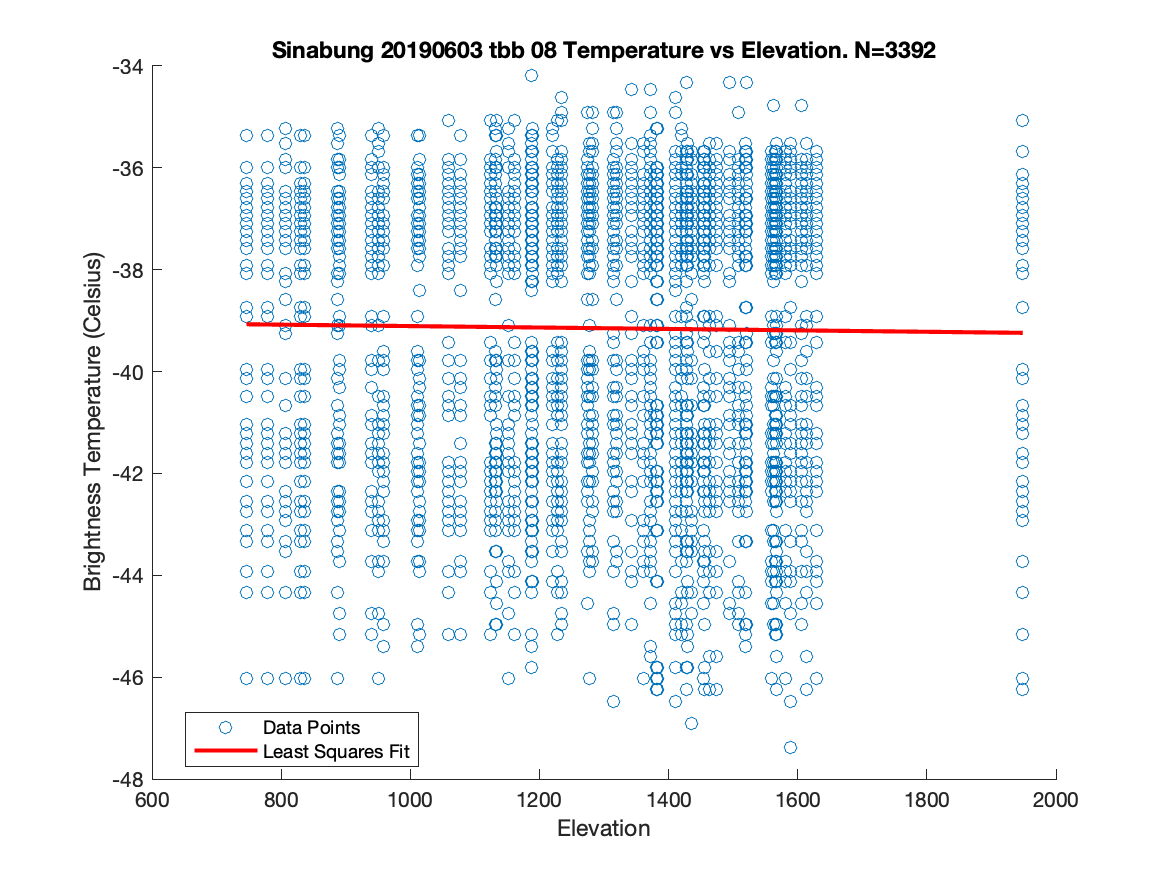 Sinabung 20190603 tbb 08 Temperature vs Elevation. N=3392
-34
-36
-38
-40
-42
-44
-46
-48
Brightness Temperature (Celsius)
Data Points
Least Squares Fit
600 800 1000 1200 1400 1600 1800 2000
Elevation